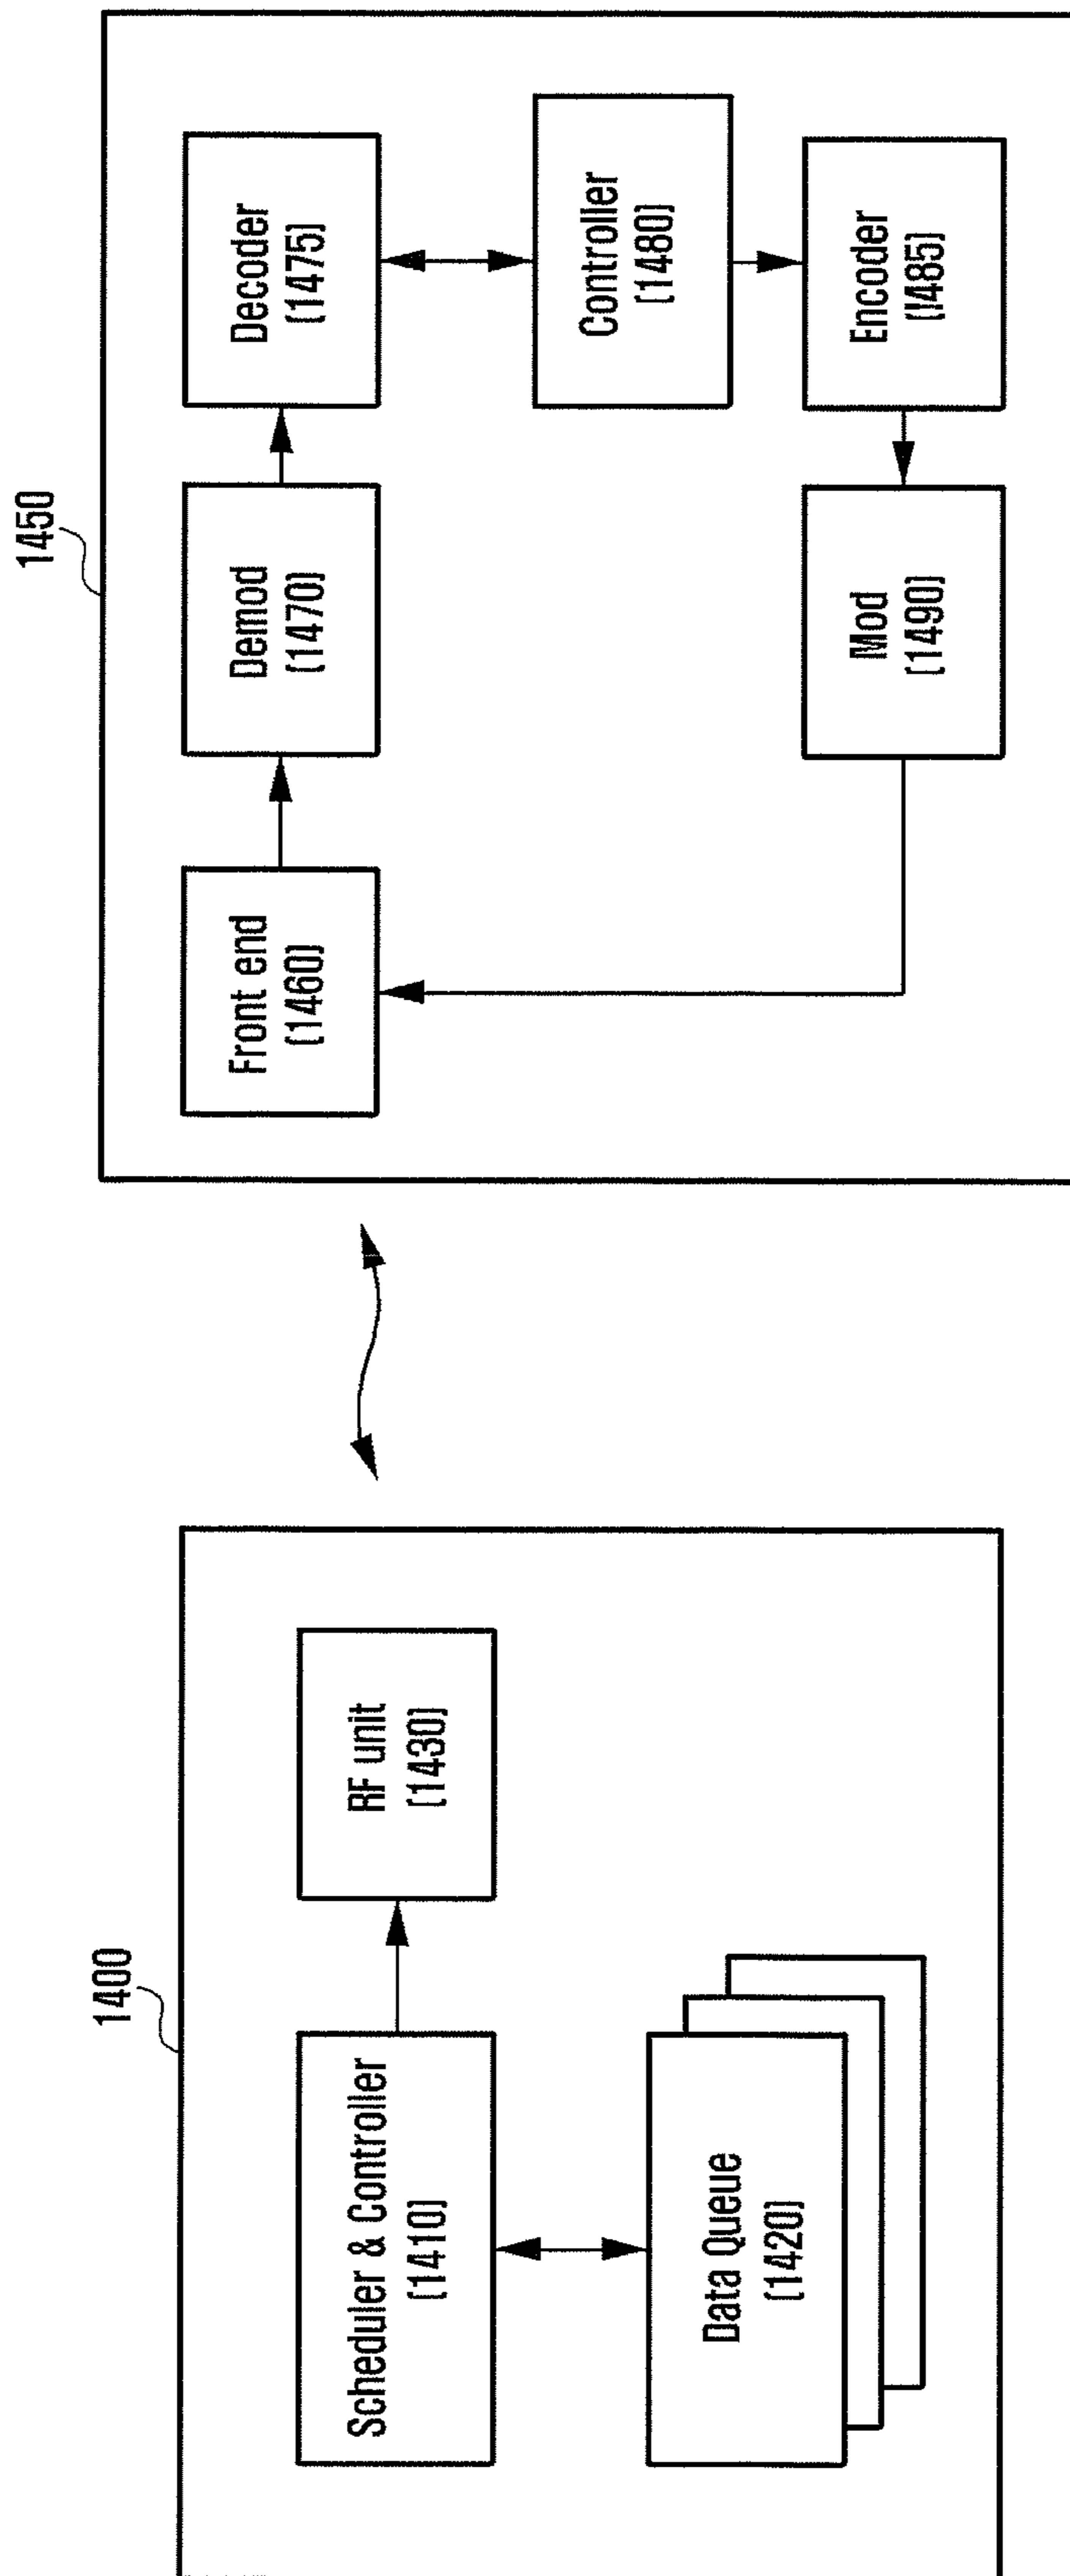 1400
Scheduler & Controller
(1410)
RF unit
(1430)
Data Queue
(1420)
1450
Front end
(1460)
Demod
(1470)
Decoder
(1475)
Controller
(1480)
Mod
(1490)
Encoder
(1485)